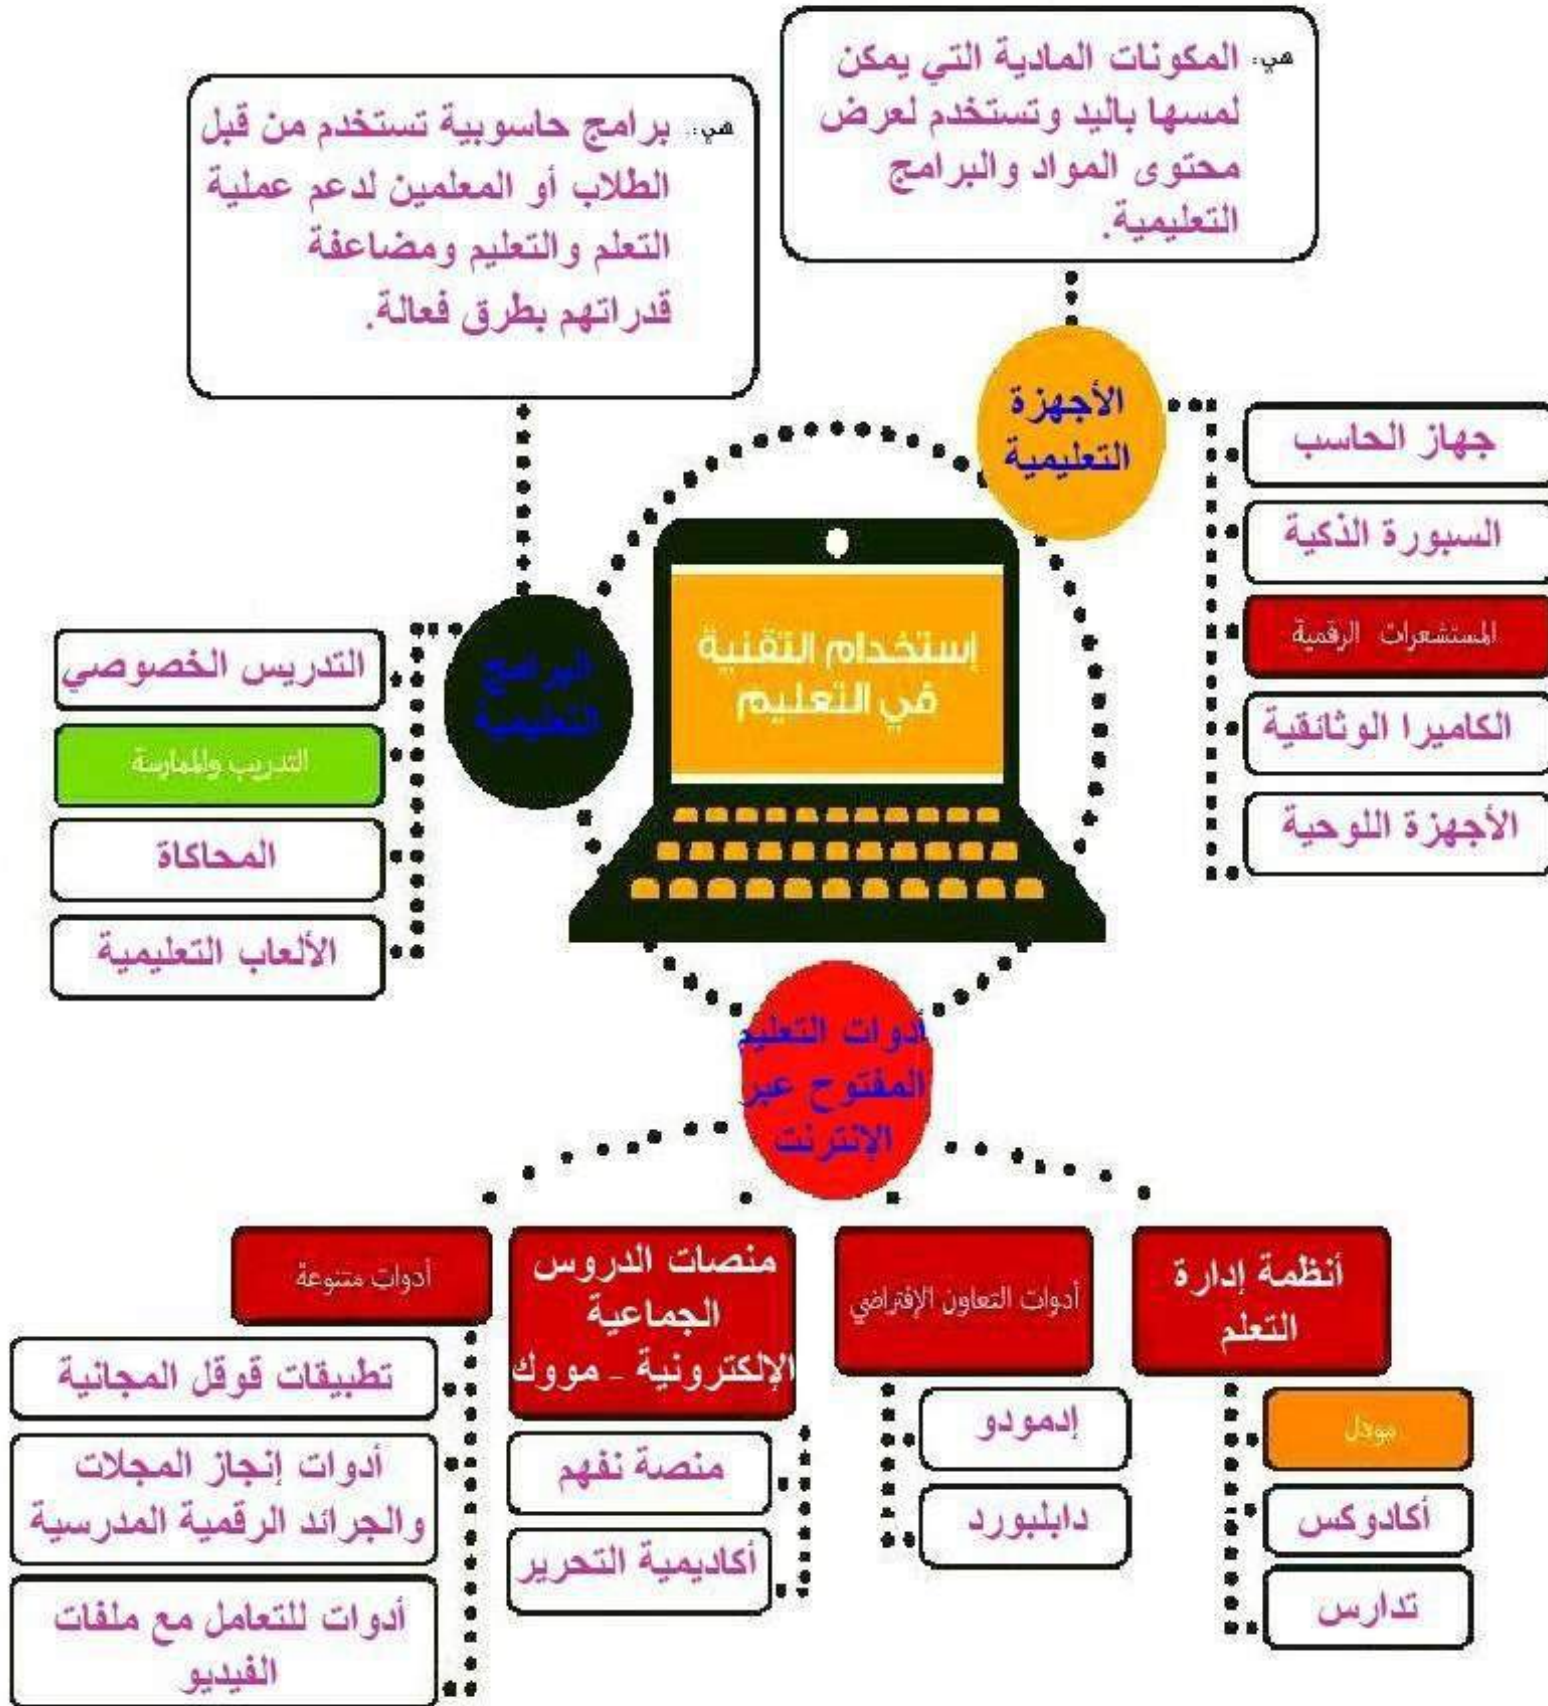 هي: المكونات المادية التي يمكن
لمسها باليد وتستخدم لعرض
محتوى المواد والبرامج
التعليمية.
هي: برامج حاسوبية تستخدم من قبل
الطلاب أو المعلمين لدعم عملية
التعلم والتعليم ومضاعفة
قدراتهم بطرق فعالة.
الأجهزة
التعليمية
جهاز الحاسب
السبورة الذكية
المستشعرات الرقمية
الكاميرا الوثائقية
الأجهزة اللوحية
إستخدام التقنية
في التعليم
البرامج
التعليمية
التدريس الخصوصي
التدريب والممارسة
المحاكاة
الألعاب التعليمية
أدوات التعليم
المفتوح عبر
الإنترنت
أنظمة إدارة
التعلم
مودل
أكادوكس
تدارس
أدوات التعاون الإفتراضي
إدمودو
دابلبورد
منصات الدروس
الجماعية
الإلكترونية - مووك
منصة نفهم
أكاديمية التحرير
أدوات متنوعة
تطبيقات قوقل المجانية
أدوات إنجاز المجلات
والجرائد الرقمية المدرسية
أدوات للتعامل مع ملفات
الفيديو